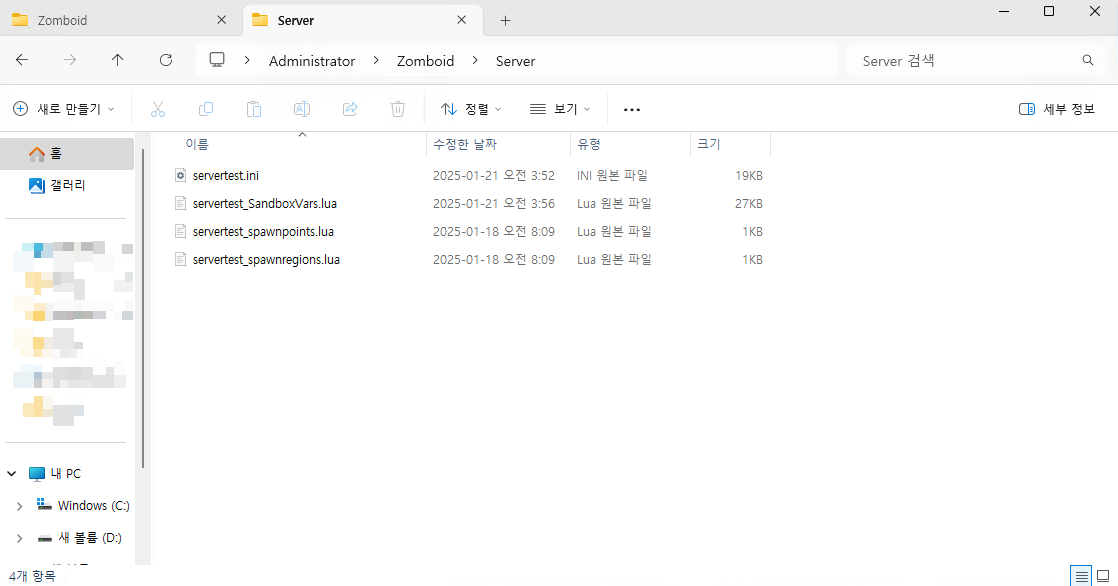 Zomboid
Server
Administrator > Zomboid > Server
Server 검색
새로 만들기
정렬
보기
세부 정보
홈
갤러리
내 PC
Windows (C:)
새 볼륨 (D:)
이름 수정한 날짜 유형 크기
servertest.ini 2025-01-21 오전 3:52 INI 원본 파일 19KB
servertest_SandboxVars.lua 2025-01-21 오전 3:56 Lua 원본 파일 27KB
servertest_spawnpoints.lua 2025-01-18 오전 8:09 Lua 원본 파일 1KB
servertest_spawnregions.lua 2025-01-18 오전 8:09 Lua 원본 파일 1KB
4개 항목